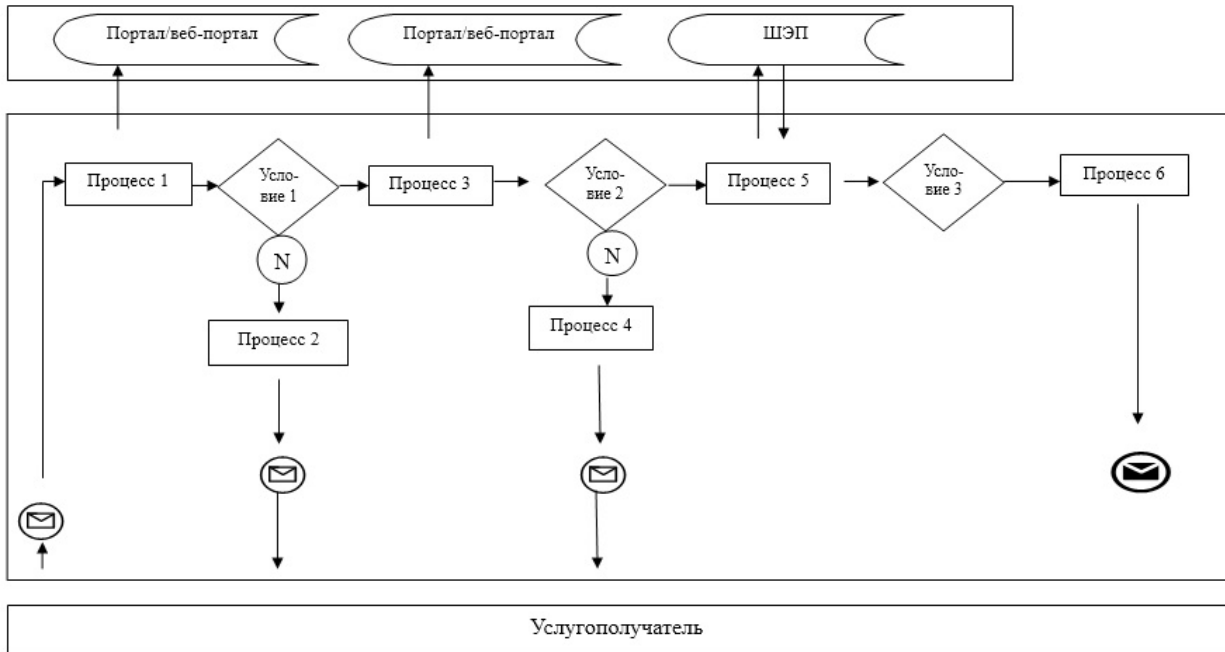 Портал/веб-портал
Портал/веб-портал
ШЭП
Процесс 1
Усло-
вие 1
Процесс 3
Усло-
вие 2
Процесс 5
Усло-
вие 3
Процесс 6
N
N
Процесс 2
Процесс 4
Услугополучатель